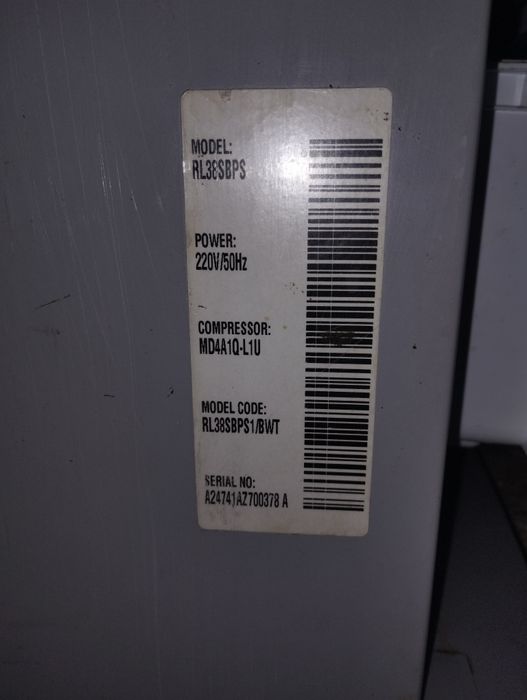 MODEL:
RL38SBPS
POWER:
220V/50Hz
COMPRESSOR:
MD4A1Q-L1U
MODEL CODE:
RL38SBPS1/BWT
SERIAL NO:
A24741AZ700378 A